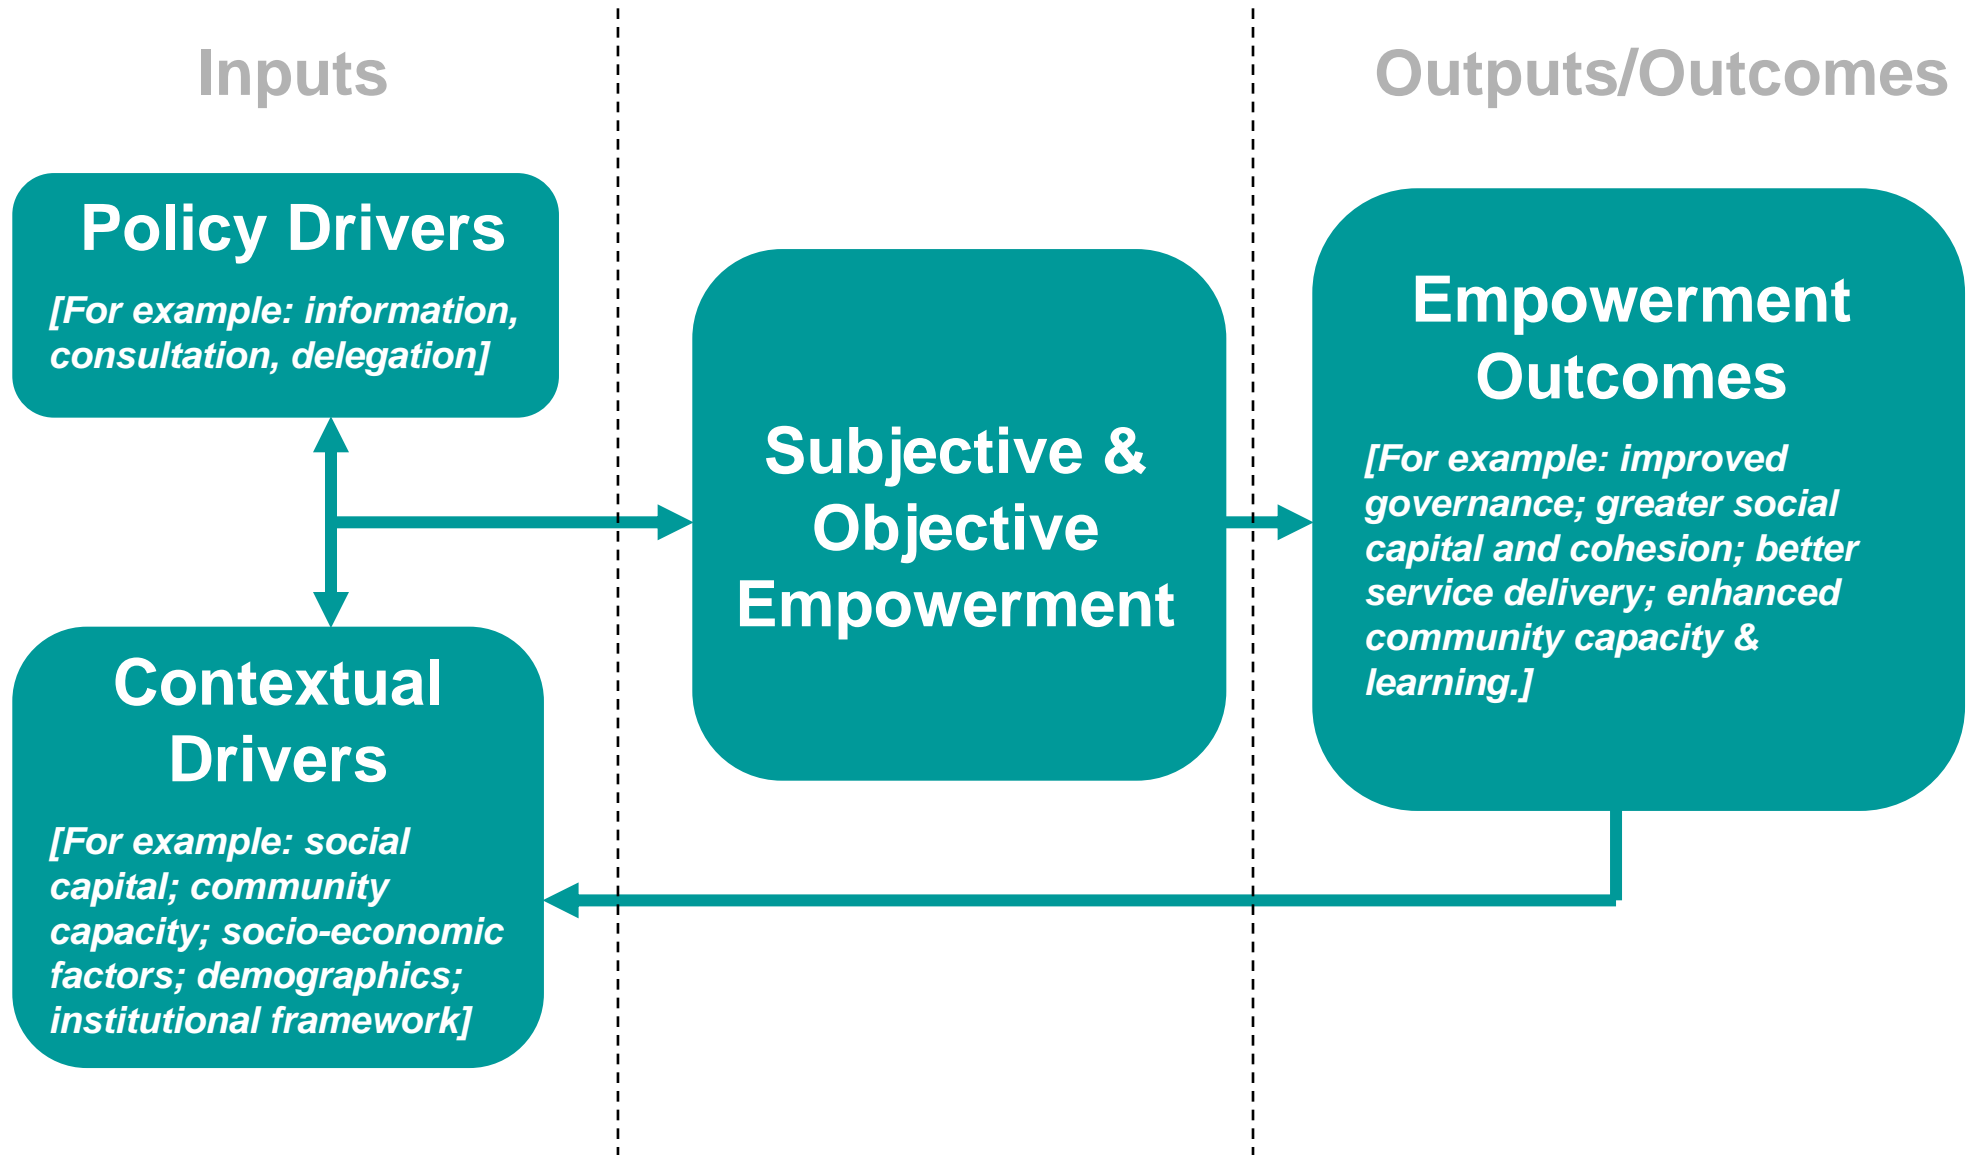 Inputs
Outputs/Outcomes
Policy Drivers
[For example: information,
consultation, delegation]
Contextual
Drivers
[For example: social
capital; community
capacity; socio-economic
factors; demographics;
institutional framework]
Subjective &
Objective
Empowerment
Empowerment
Outcomes
[For example: improved
governance; greater social
capital and cohesion; better
service delivery; enhanced
community capacity &
learning.]